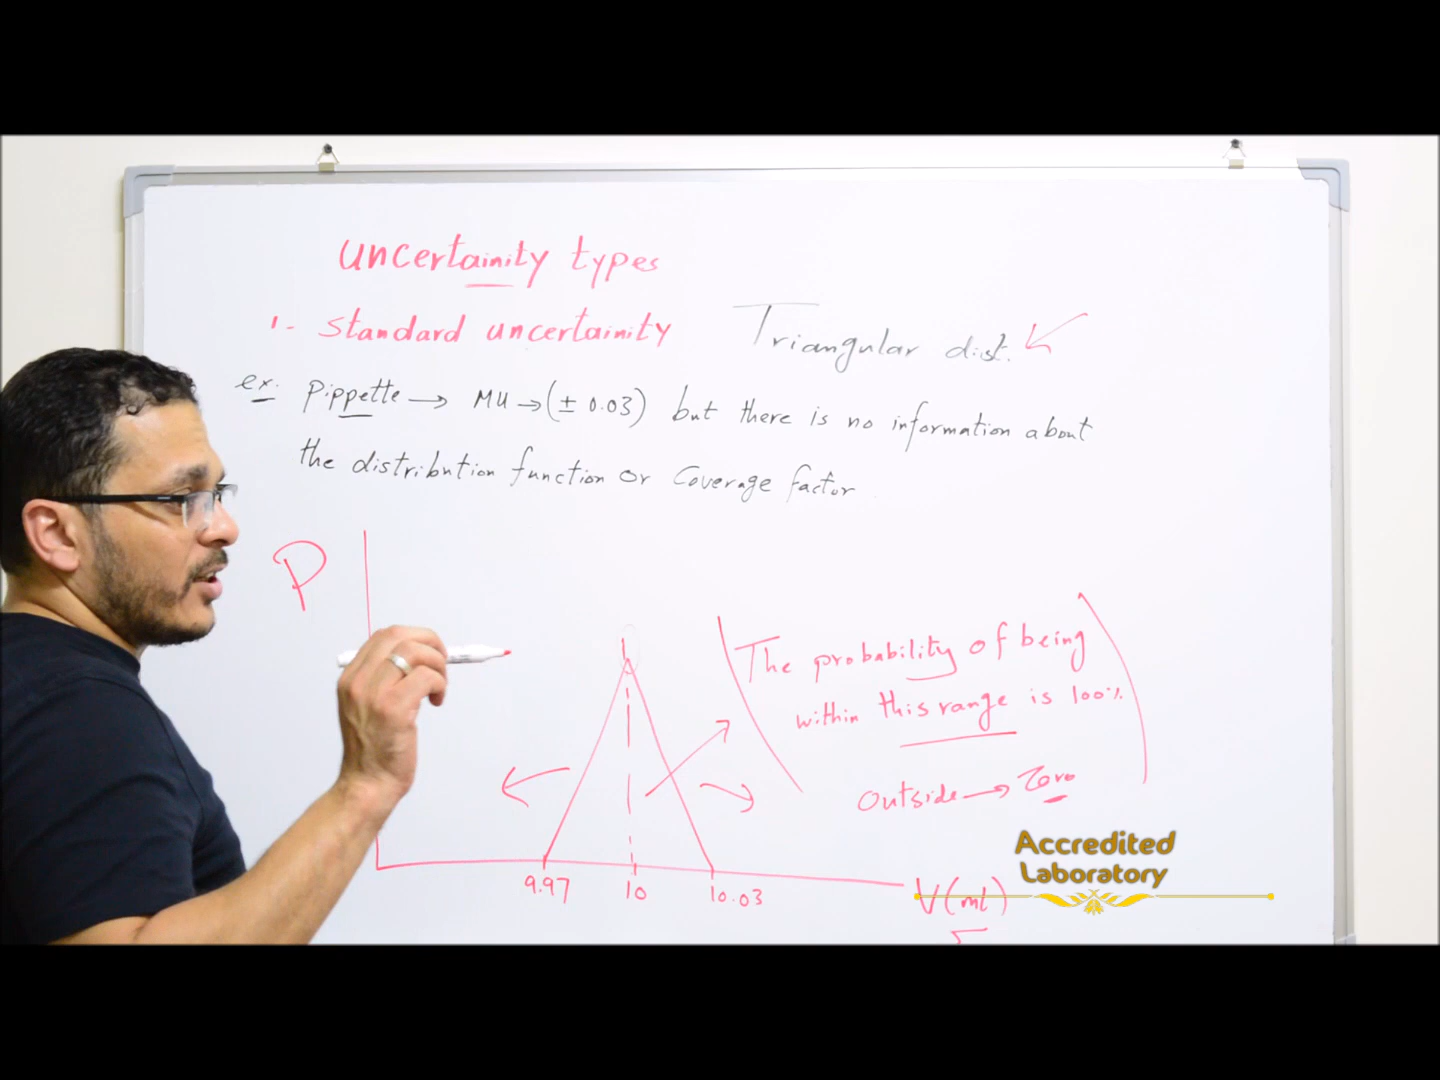 uncertainity types
1- Standard uncertainity
Triangular dist.
ex: Pippette → MU → (± 0.03) but there is no information about
the distribution function or Coverage factor
P
The probability of being
within this range is 100%
outside → Zero
9.97 10 10.03
V(ml)
Accredited
Laboratory